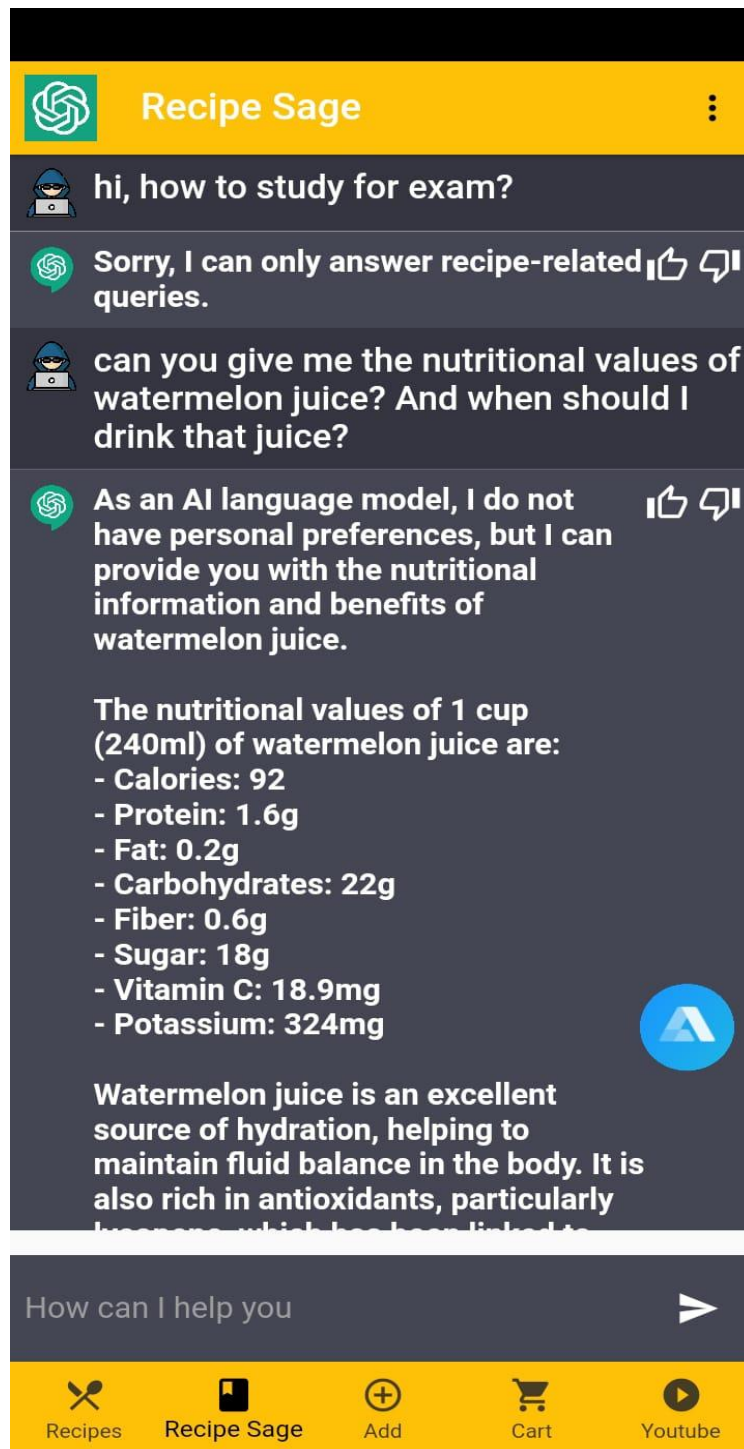 Recipe Sage
hi, how to study for exam?
Sorry, I can only answer recipe-related
queries.
can you give me the nutritional values of
watermelon juice? And when should I
drink that juice?
As an AI language model, I do not
have personal preferences, but I can
provide you with the nutritional
information and benefits of
watermelon juice.
The nutritional values of 1 cup
(240ml) of watermelon juice are:
- Calories: 92
- Protein: 1.6g
- Fat: 0.2g
- Carbohydrates: 22g
- Fiber: 0.6g
- Sugar: 18g
- Vitamin C: 18.9mg
- Potassium: 324mg
Watermelon juice is an excellent
source of hydration, helping to
maintain fluid balance in the body. It is
also rich in antioxidants, particularly
which has been linked to
How can I help you
Recipes
Recipe Sage
Add
Cart
Youtube